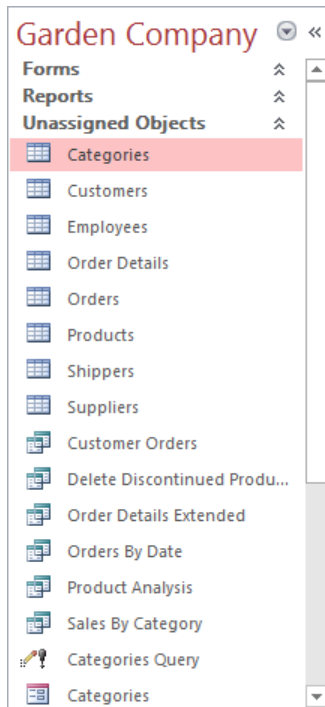 Garden Company
Forms
Reports
Unassigned Objects
Categories
Customers
Employees
Order Details
Orders
Products
Shippers
Suppliers
Customer Orders
Delete Discontinued Produ...
Order Details Extended
Orders By Date
Product Analysis
Sales By Category
Categories Query
Categories